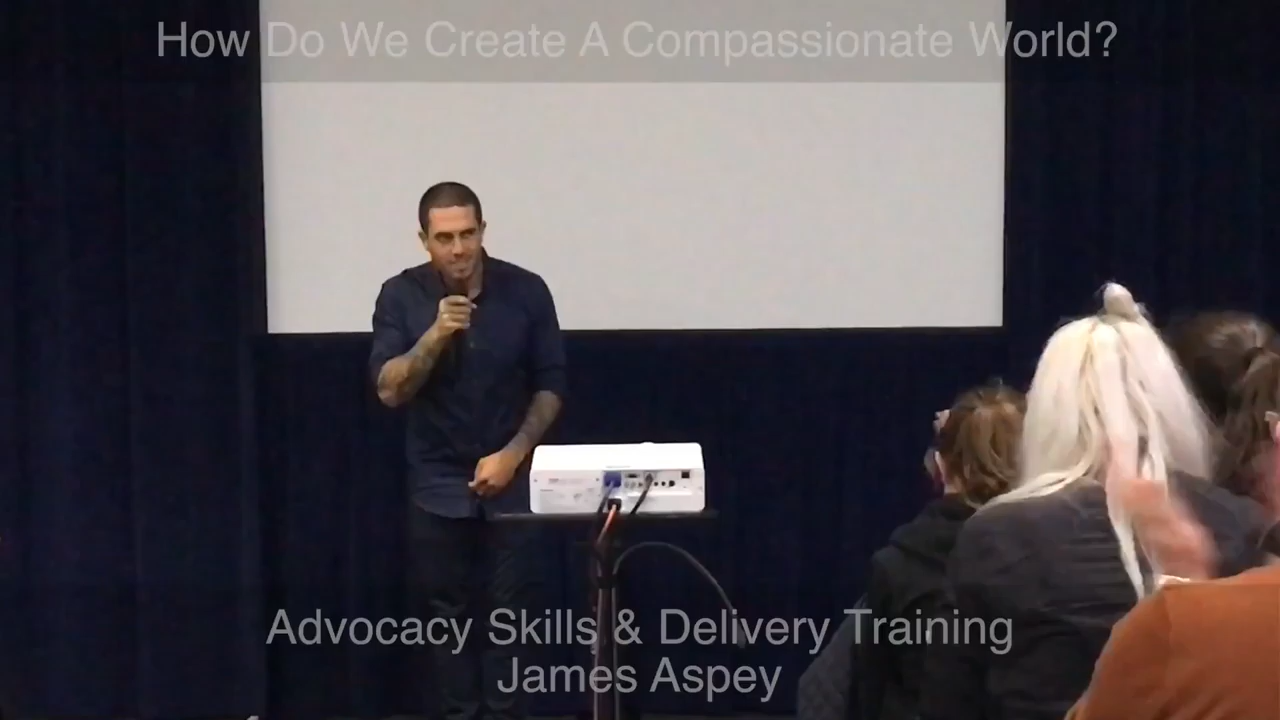 How Do We Create A Compassionate World?
Advocacy Skills & Delivery Training
James Aspey